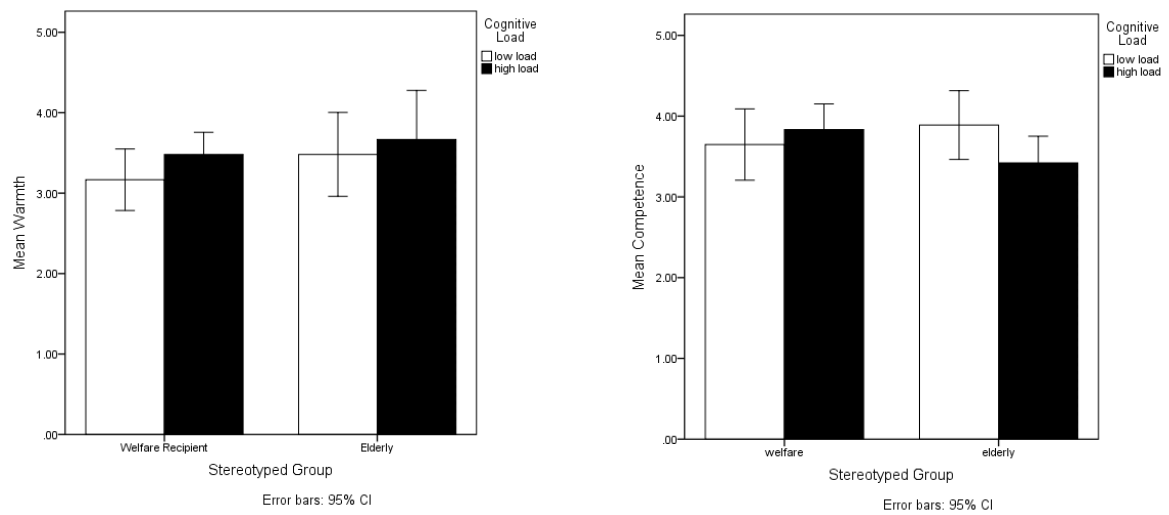 Cognitive
Load
low load
high load
5.00
4.00
3.00
2.00
1.00
.00
Mean Warmth
Welfare Recipient
Elderly
Stereotyped Group
Error bars: 95% CI
Cognitive
Load
low load
high load
5.00
4.00
3.00
2.00
1.00
.00
Mean Competence
welfare
elderly
Stereotyped Group
Error bars: 95% CI